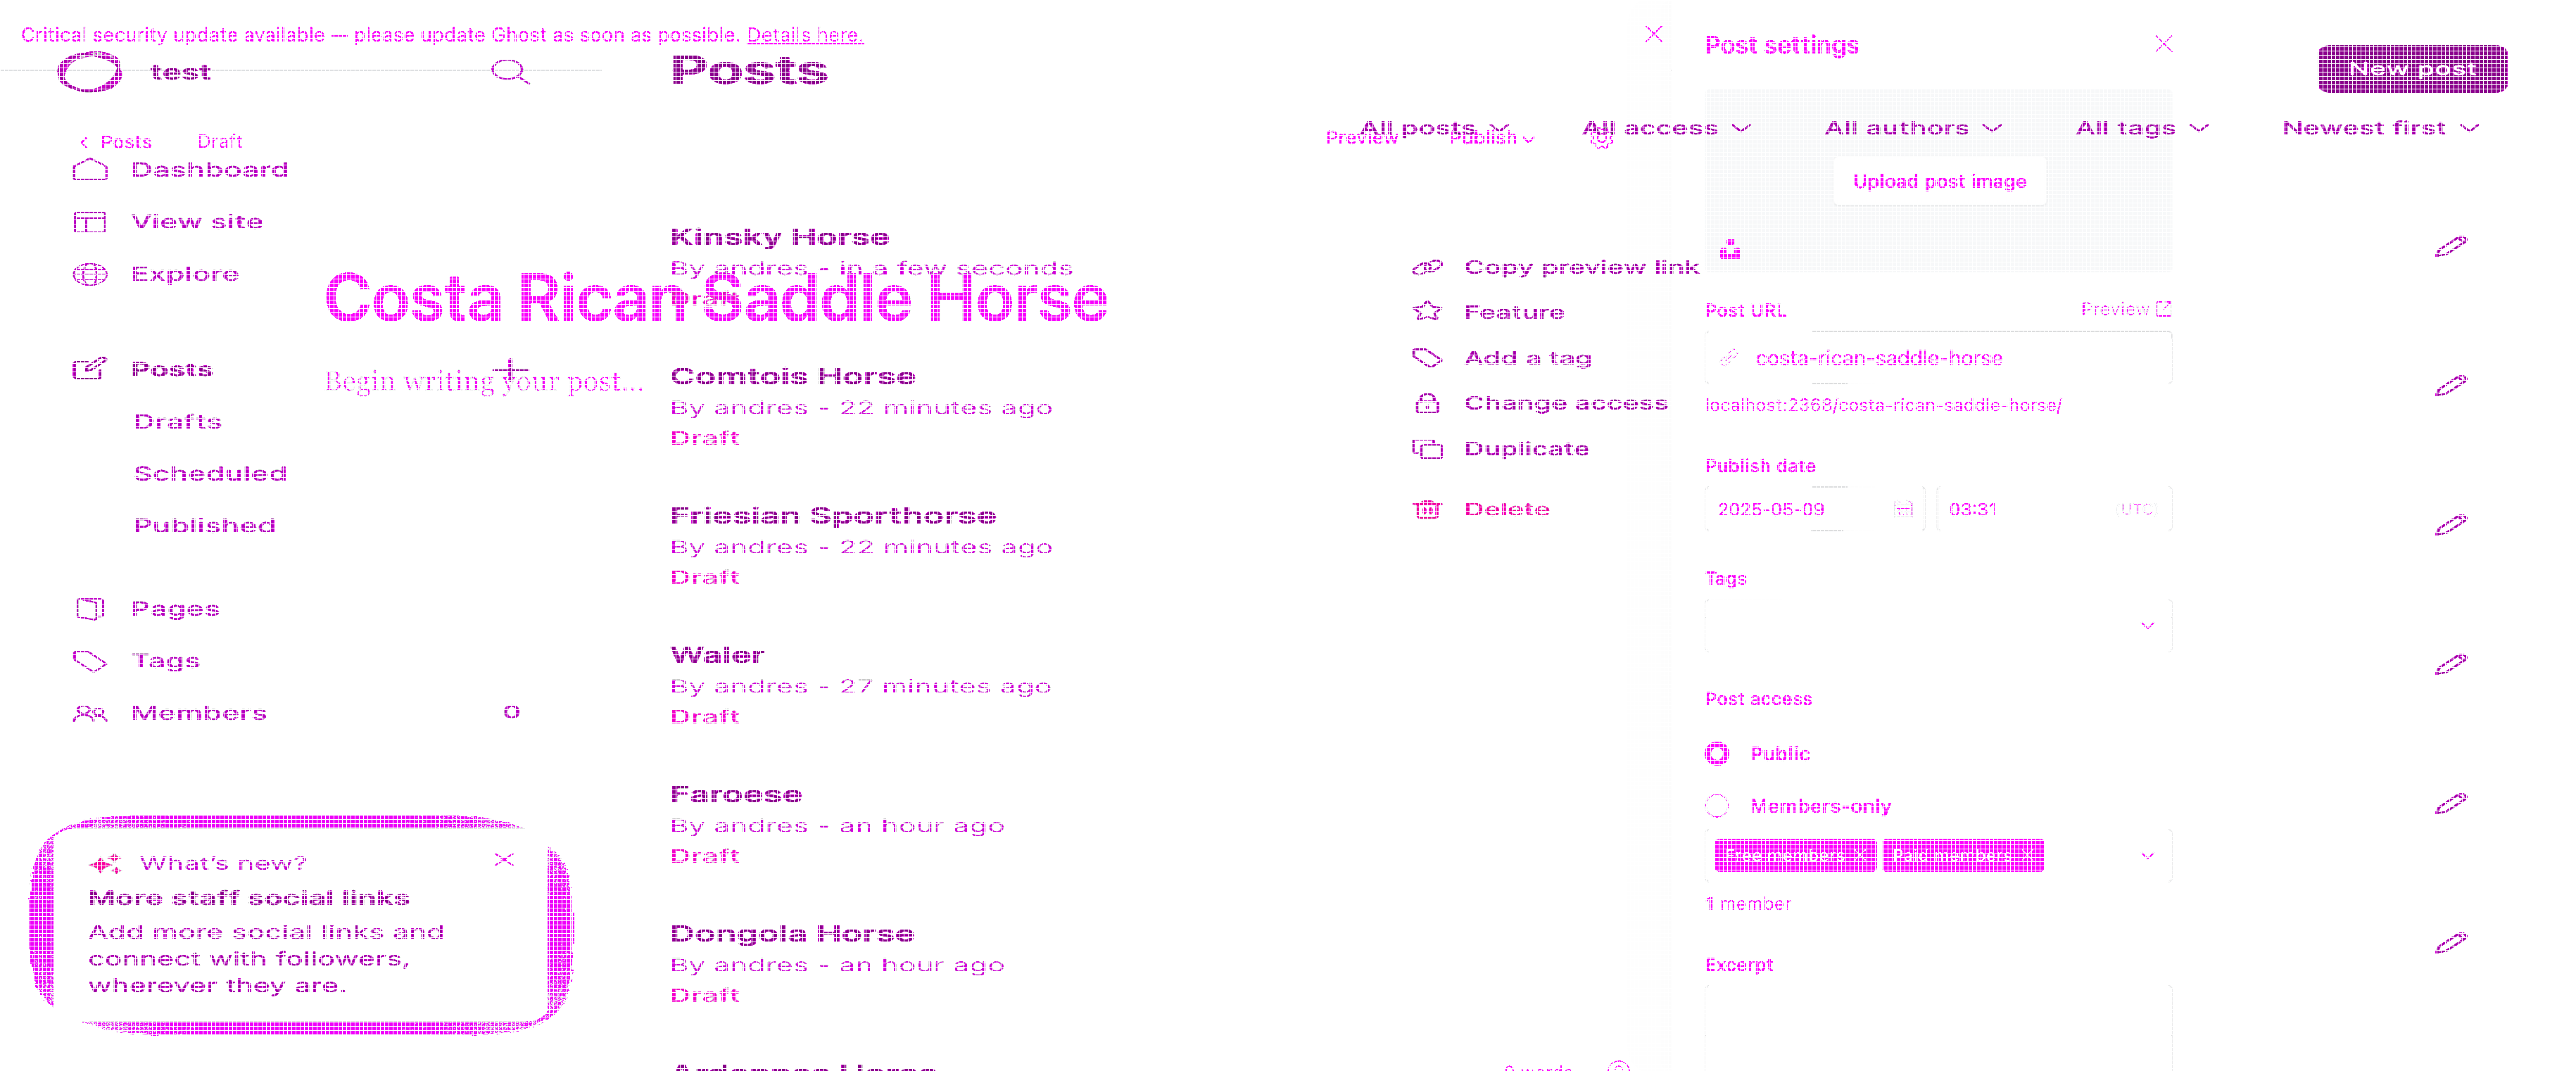 Critical security update available — please update Ghost as soon as possible. Details here.
test
Posts
Post settings
New post
Posts
Draft
Preview
Publish
All posts
All access
All authors
All tags
Newest first
Dashboard
View site
Explore
Posts
Drafts
Scheduled
Published
Pages
Tags
Members
0
What's new?
More staff social links
Add more social links and
connect with followers,
wherever they are.
Costa Rican Saddle Horse
Begin writing your post...
Kinsky Horse
By andres - in a few seconds
Draft
Comtois Horse
By andres - 22 minutes ago
Draft
Friesian Sporthorse
By andres - 22 minutes ago
Draft
Waler
By andres - 27 minutes ago
Draft
Faroese
By andres - an hour ago
Draft
Dongola Horse
By andres - an hour ago
Draft
Ardennes Horse
Copy preview link
Feature
Add a tag
Change access
Duplicate
Delete
0 words
Upload post image
Post URL
Preview
costa-rican-saddle-horse
localhost:2368/costa-rican-saddle-horse/
Publish date
2025-05-09
03:31
UTC
Tags
Post access
Public
Members-only
Free members
Paid members
1 member
Excerpt